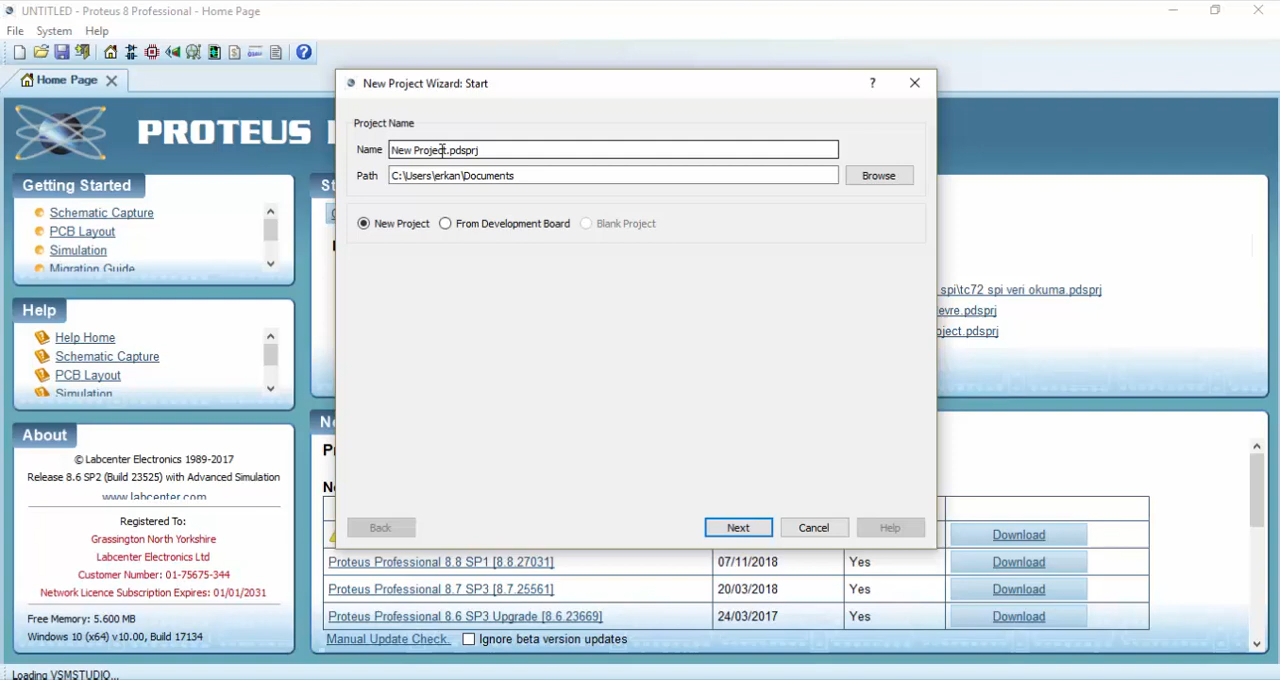 UNTITLED - Proteus 8 Professional - Home Page
File System Help
Home Page
PROTEUS
New Project Wizard: Start
Project Name
Name New Project.pdsprj
Path C:\Users\erkan\Documents Browse
New Project From Development Board Blank Project
Back Next Cancel Help
Getting Started
Schematic Capture
PCB Layout
Simulation
Migration Guide
Help
Help Home
Schematic Capture
PCB Layout
Simulation
About
© Labcenter Electronics 1989-2017
Release 8.6 SP2 (Build 23525) with Advanced Simulation
www.labcenter.com
Registered To:
Grassington North Yorkshire
Labcenter Electronics Ltd
Customer Number: 01-75675-344
Network Licence Subscription Expires: 01/01/2031
Free Memory: 5.600 MB
Windows 10 (x64) v10.00, Build 17134
spi\tc72 spi veri okuma.pdsprj
evre.pdsprj
oject.pdsprj
Download
Proteus Professional 8.8 SP1 [8.8.27031] 07/11/2018 Yes Download
Proteus Professional 8.7 SP3 [8.7.25561] 20/03/2018 Yes Download
Proteus Professional 8.6 SP3 Upgrade [8.6.23669] 24/03/2017 Yes Download
Manual Update Check. Ignore beta version updates
Loading VSMSTUDIO...